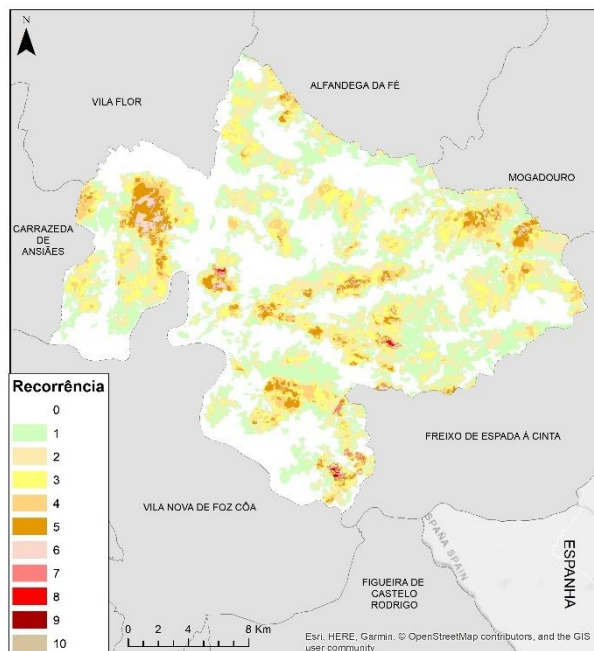 N
ALFANDEGA DA FÉ
VILA FLOR
MOGADOURO
CARRAZEDA
DE
ANSIÃES
Recorrência
0
1
2
3
4
5
6
7
8
9
10
FREIXO DE ESPADA À CINTA
VILA NOVA DE FOZ CÔA
SPAÑA SPAIN
ESPANHA
FIGUEIRA DE
CASTELO
RODRIGO
0 2 4 8 Km
Esri, HERE, Garmin, © OpenStreetMap contributors, and the GIS
user community